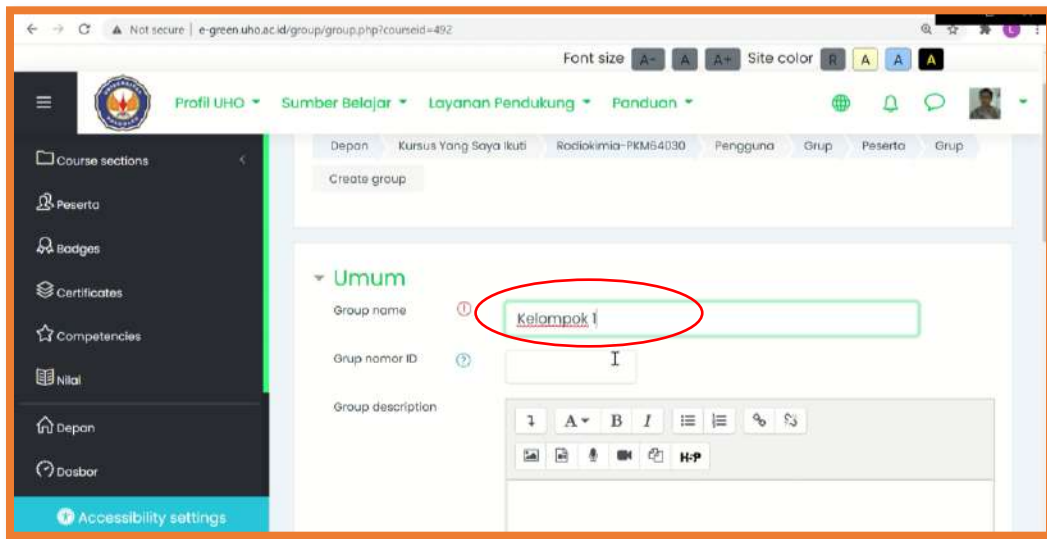 Not secure | e-green.uho.ac.id/group/group.php?courseid=492
Font size A- A A+ Site color R A A A
Profil UHO Sumber Belajar Layanan Pendukung Panduan
Course sections
Peserta
Badges
Certificates
Competencies
Nilai
Depan
Dasbor
Accessibility settings
Depan Kursus Yang Saya Ikuti Radiokimia-PKM64030 Pengguna Grup Peserta Grup
Create group
Umum
Group name
Kelompok 1
Grup nomor ID
Group description
A B I
H-P